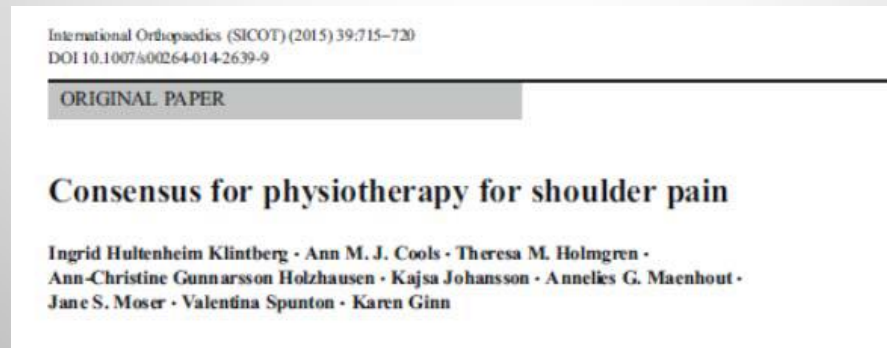 International Orthopaedics (SICOT) (2015) 39:715–720
DOI 10.1007/s00264-014-2639-9
ORIGINAL PAPER
Consensus for physiotherapy for shoulder pain
Ingrid Hultenheim Klintberg · Ann M. J. Cools · Theresa M. Holmgren ·
Ann-Christine Gunnarsson Holzhausen · Kajsa Johansson · Annelies G. Maenhout ·
Jane S. Moser · Valentina Spunton · Karen Ginn